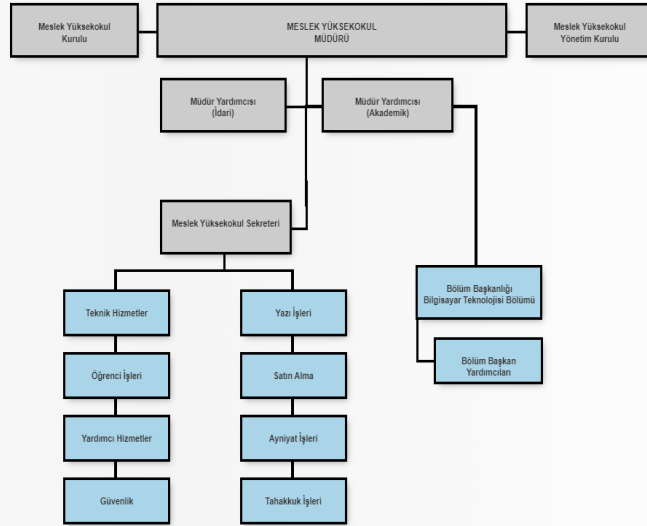 Meslek Yüksekokul
Kurulu
MESLEK YÜKSEKOKUL
MÜDÜRÜ
Meslek Yüksekokul
Yönetim Kurulu
Müdür Yardımcısı
(İdari)
Müdür Yardımcısı
(Akademik)
Meslek Yüksekokul Sekreteri
Bölüm Başkanlığı
Bilgisayar Teknolojisi Bölümü
Bölüm Başkan
Yardımcıları
Teknik Hizmetler
Yazı İşleri
Öğrenci İşleri
Satın Alma
Yardımcı Hizmetler
Ayniyat İşleri
Güvenlik
Tahakkuk İşleri